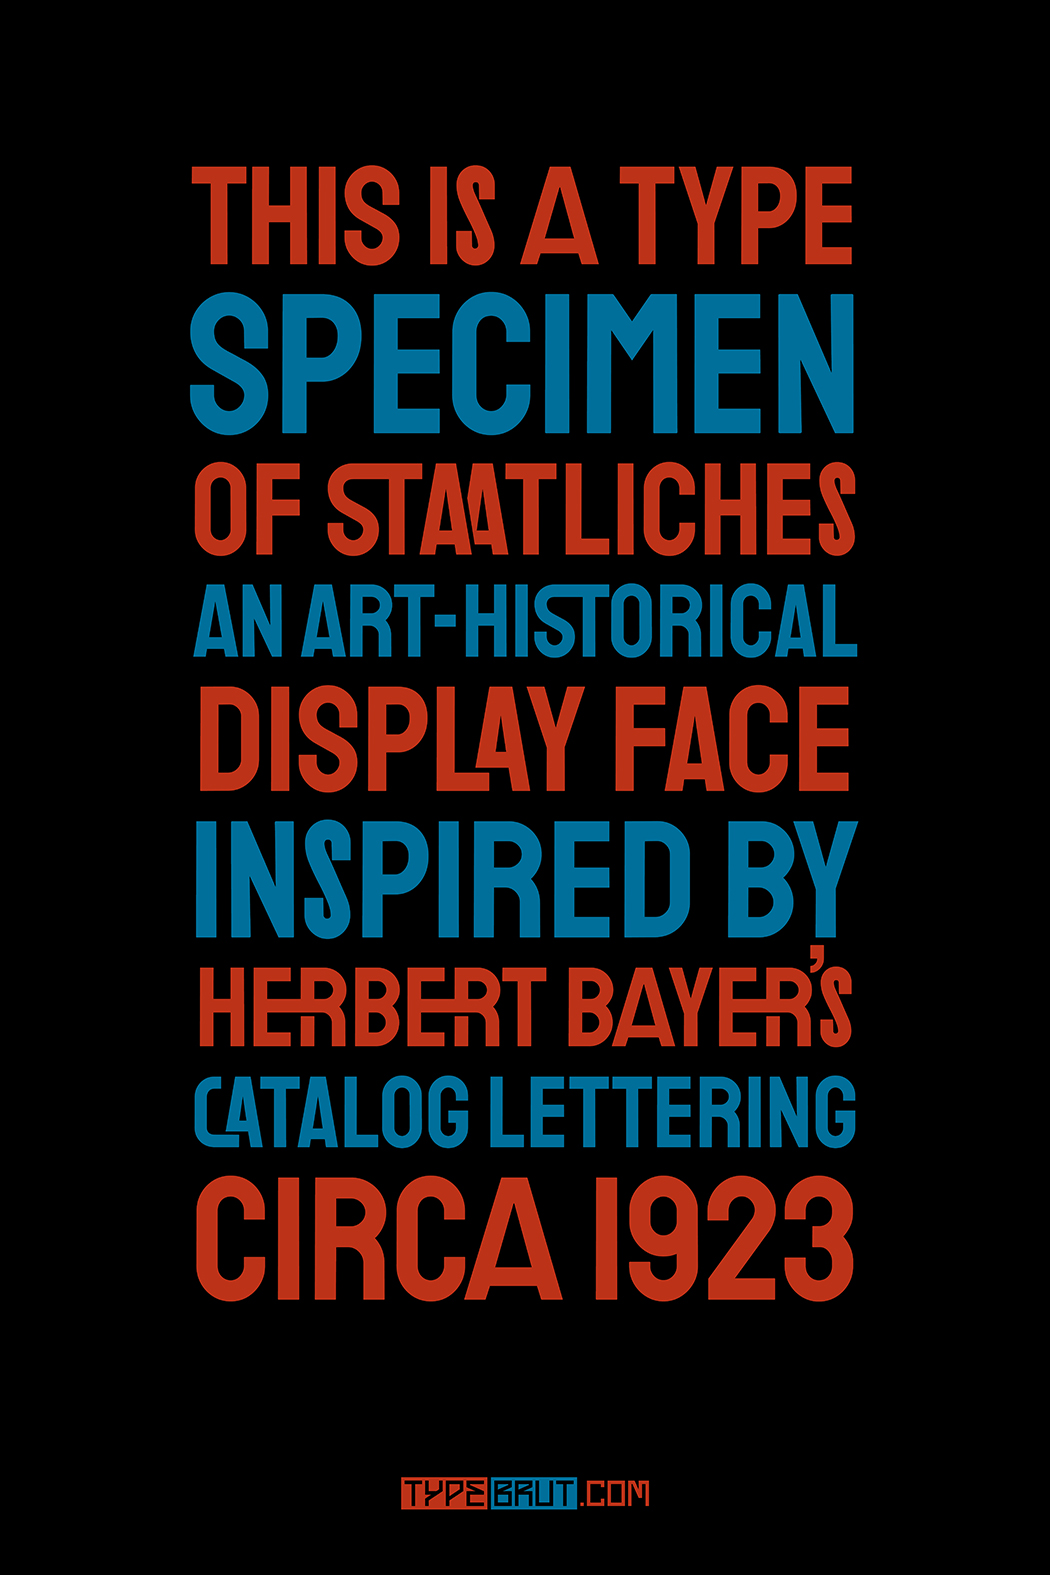 THIS IS A TYPE
SPECIMEN
OF STAATLICHES
AN ART-HISTORICAL
DISPLAY FACE
INSPIRED BY
HERBERT BAYER'S
CATALOG LETTERING
CIRCA 1923
TYPEBRUT.COM